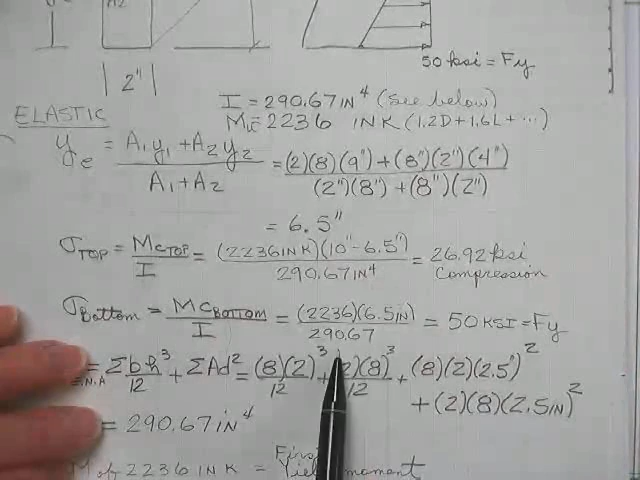 A2
50 ksi = Fy
2"
ELASTIC
I = 290.67 IN⁴ (See below)
Mu = 2236 INK (1.2D + 1.6L + ...)
ye = A1y1 + A2y2 / A1 + A2 = (2)(8)(9") + (8")(2")(4") / (2")(8") + (8")(2")
= 6.5"
σTOP = MCTOP / I = (2236 INK)(10" - 6.5") / 290.67 IN⁴ = 26.92 ksi Compression
σBottom = MCBOTTOM / I = (2236)(6.5 IN) / 290.67 = 50 KSI = Fy
= Σbh³/12 + ΣAd² = (8)(2)³/12 + 2)(8)³/12 + (8)(2)(2.5")²
N.A
+ (2)(8)(2.5 IN)²
= 290.67 in⁴
M of 2236 INK = Yield moment